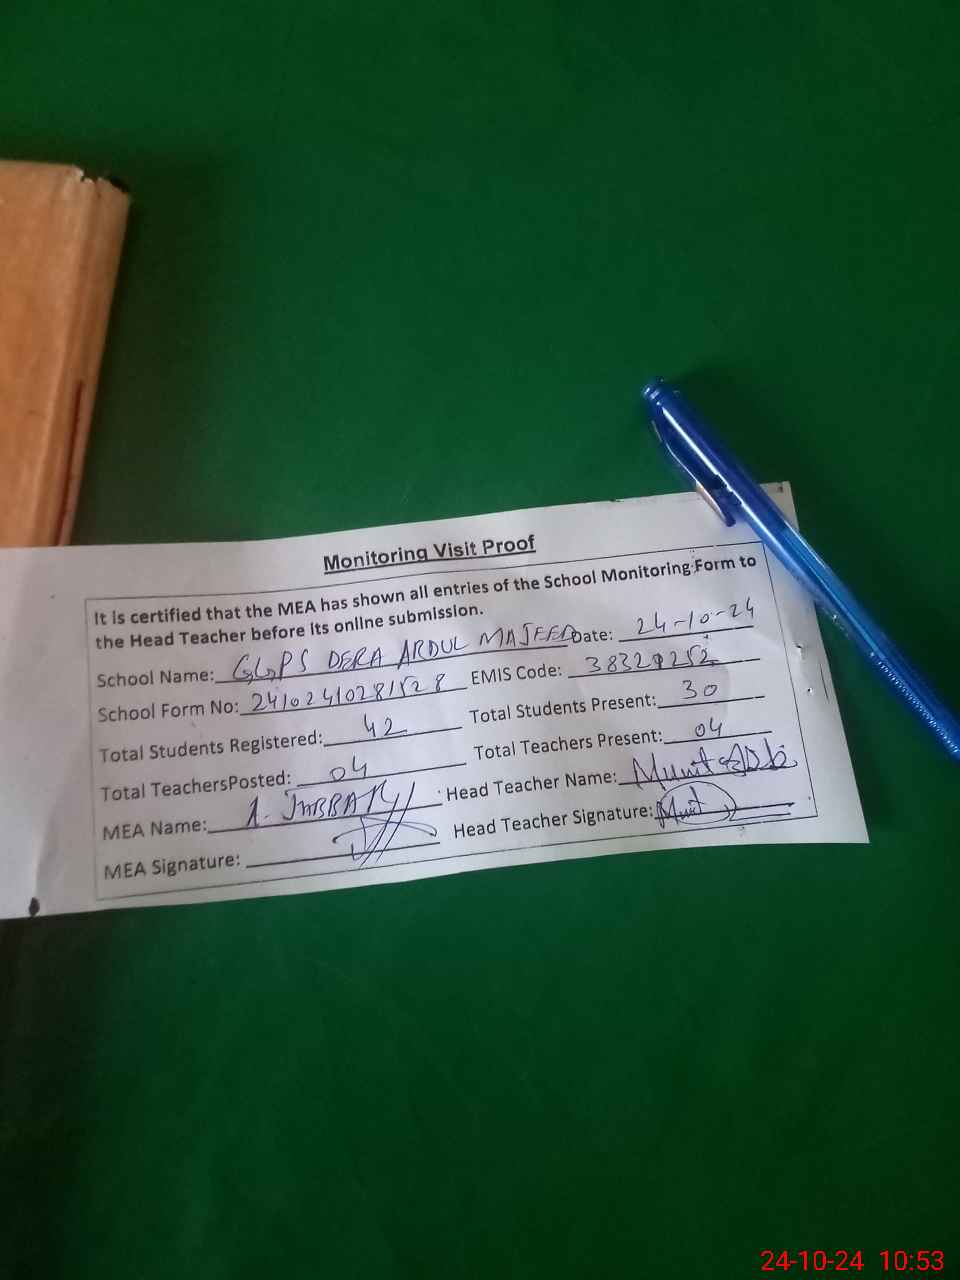 Monitoring Visit Proof
It is certified that the MEA has shown all entries of the School Monitoring Form to
the Head Teacher before its online submission.
School Name: GGPS DERA ABDUL MAJEED Date: 24-10-24
School Form No: 24102410281528 EMIS Code: 38329252
Total Students Registered: 42 Total Students Present: 30
Total TeachersPosted: 04 Total Teachers Present: 04
MEA Name: A. JABBAR Head Teacher Name:
MEA Signature: Head Teacher Signature:
24-10-24 10:53